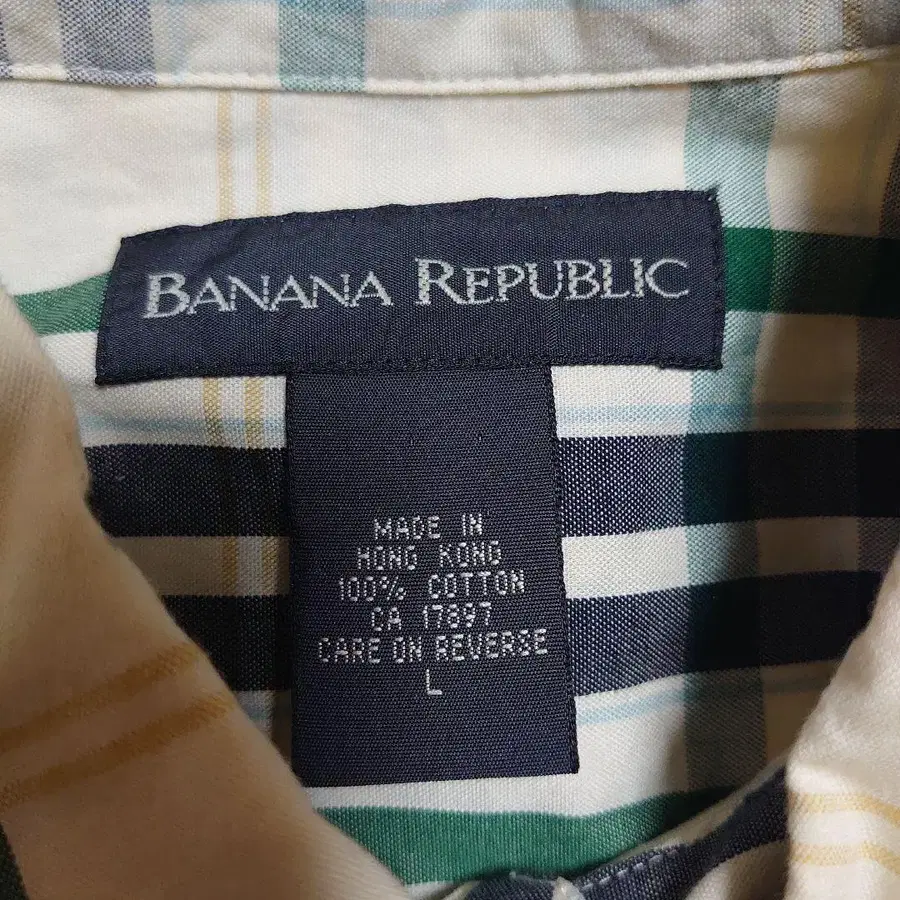 BANANA REPUBLIC
MADE IN
HONG KONG
100% COTTON
CA 17897
CARE ON REVERSE
L